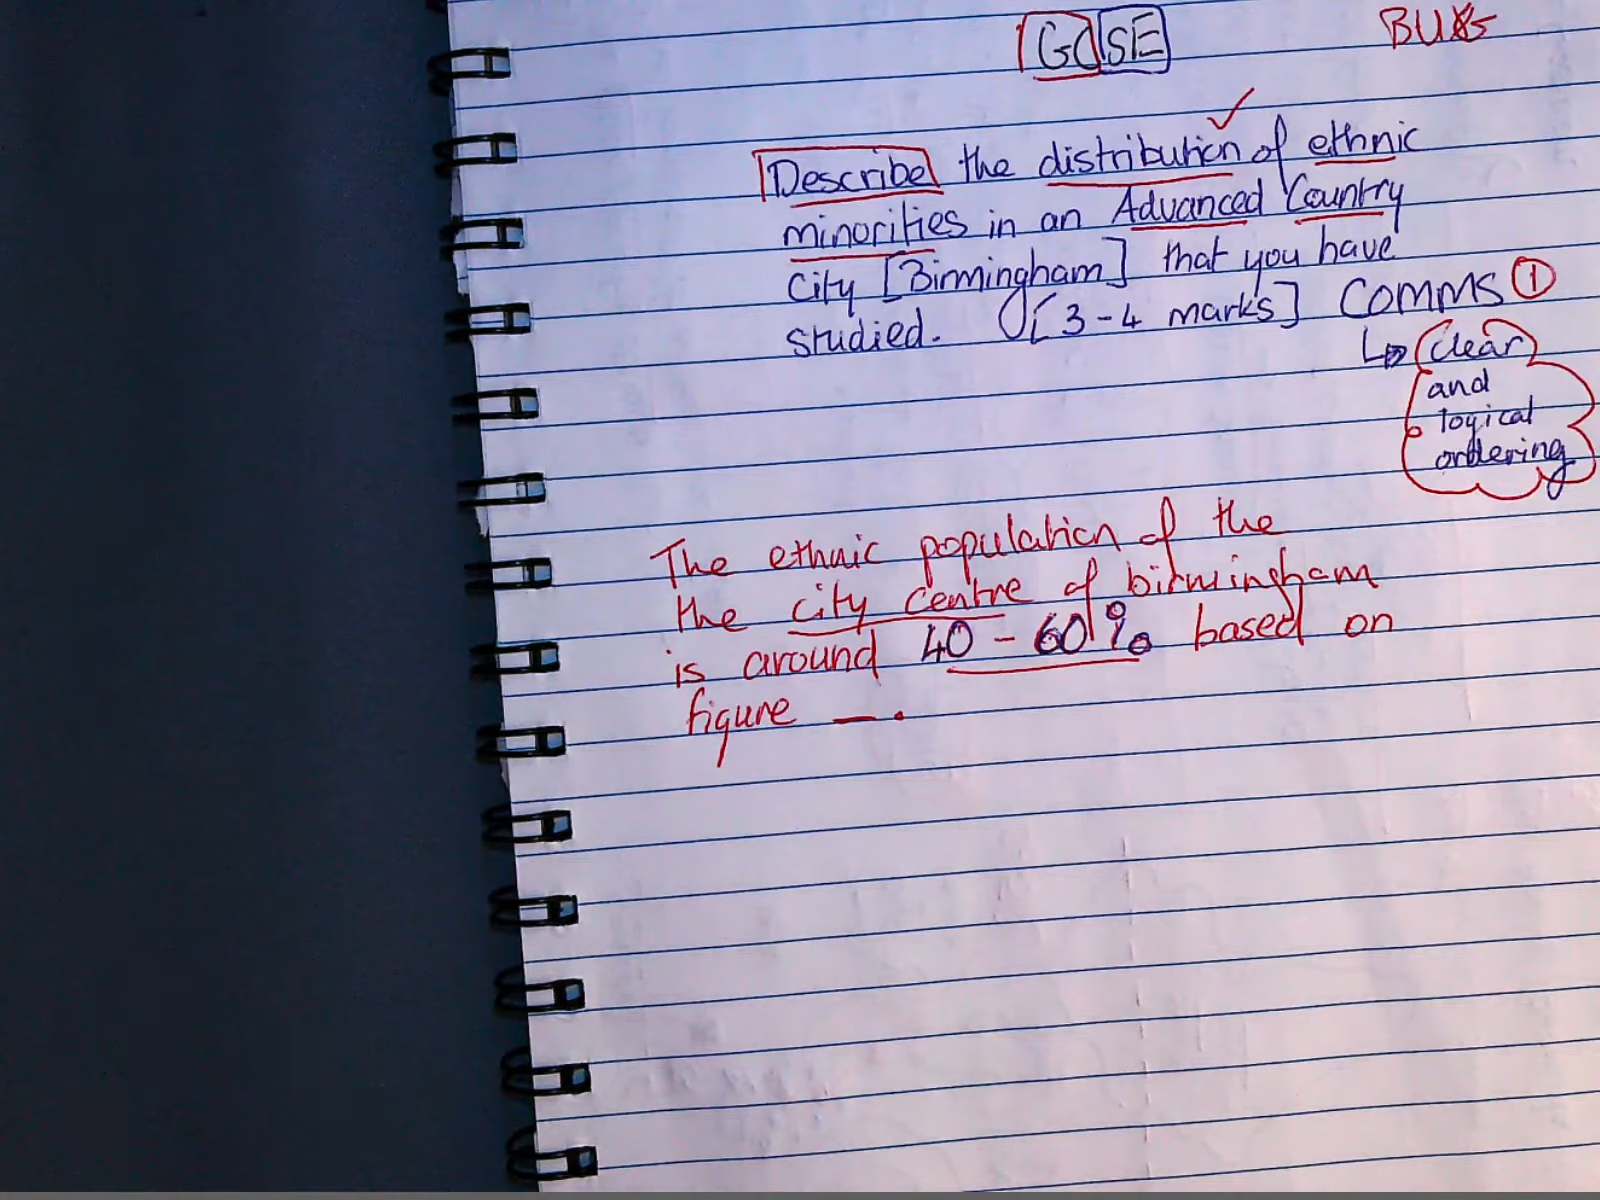 GCSE
BUG
Describe the distribution of ethnic
minorities in an Advanced Country
City [Birmingham] that you have
studied. [3-4 marks] COMMS ①
↳ clear
and
logical
ordering
The ethnic population of the
the city centre of birmingham
is around 40 - 60% based on
figure —.